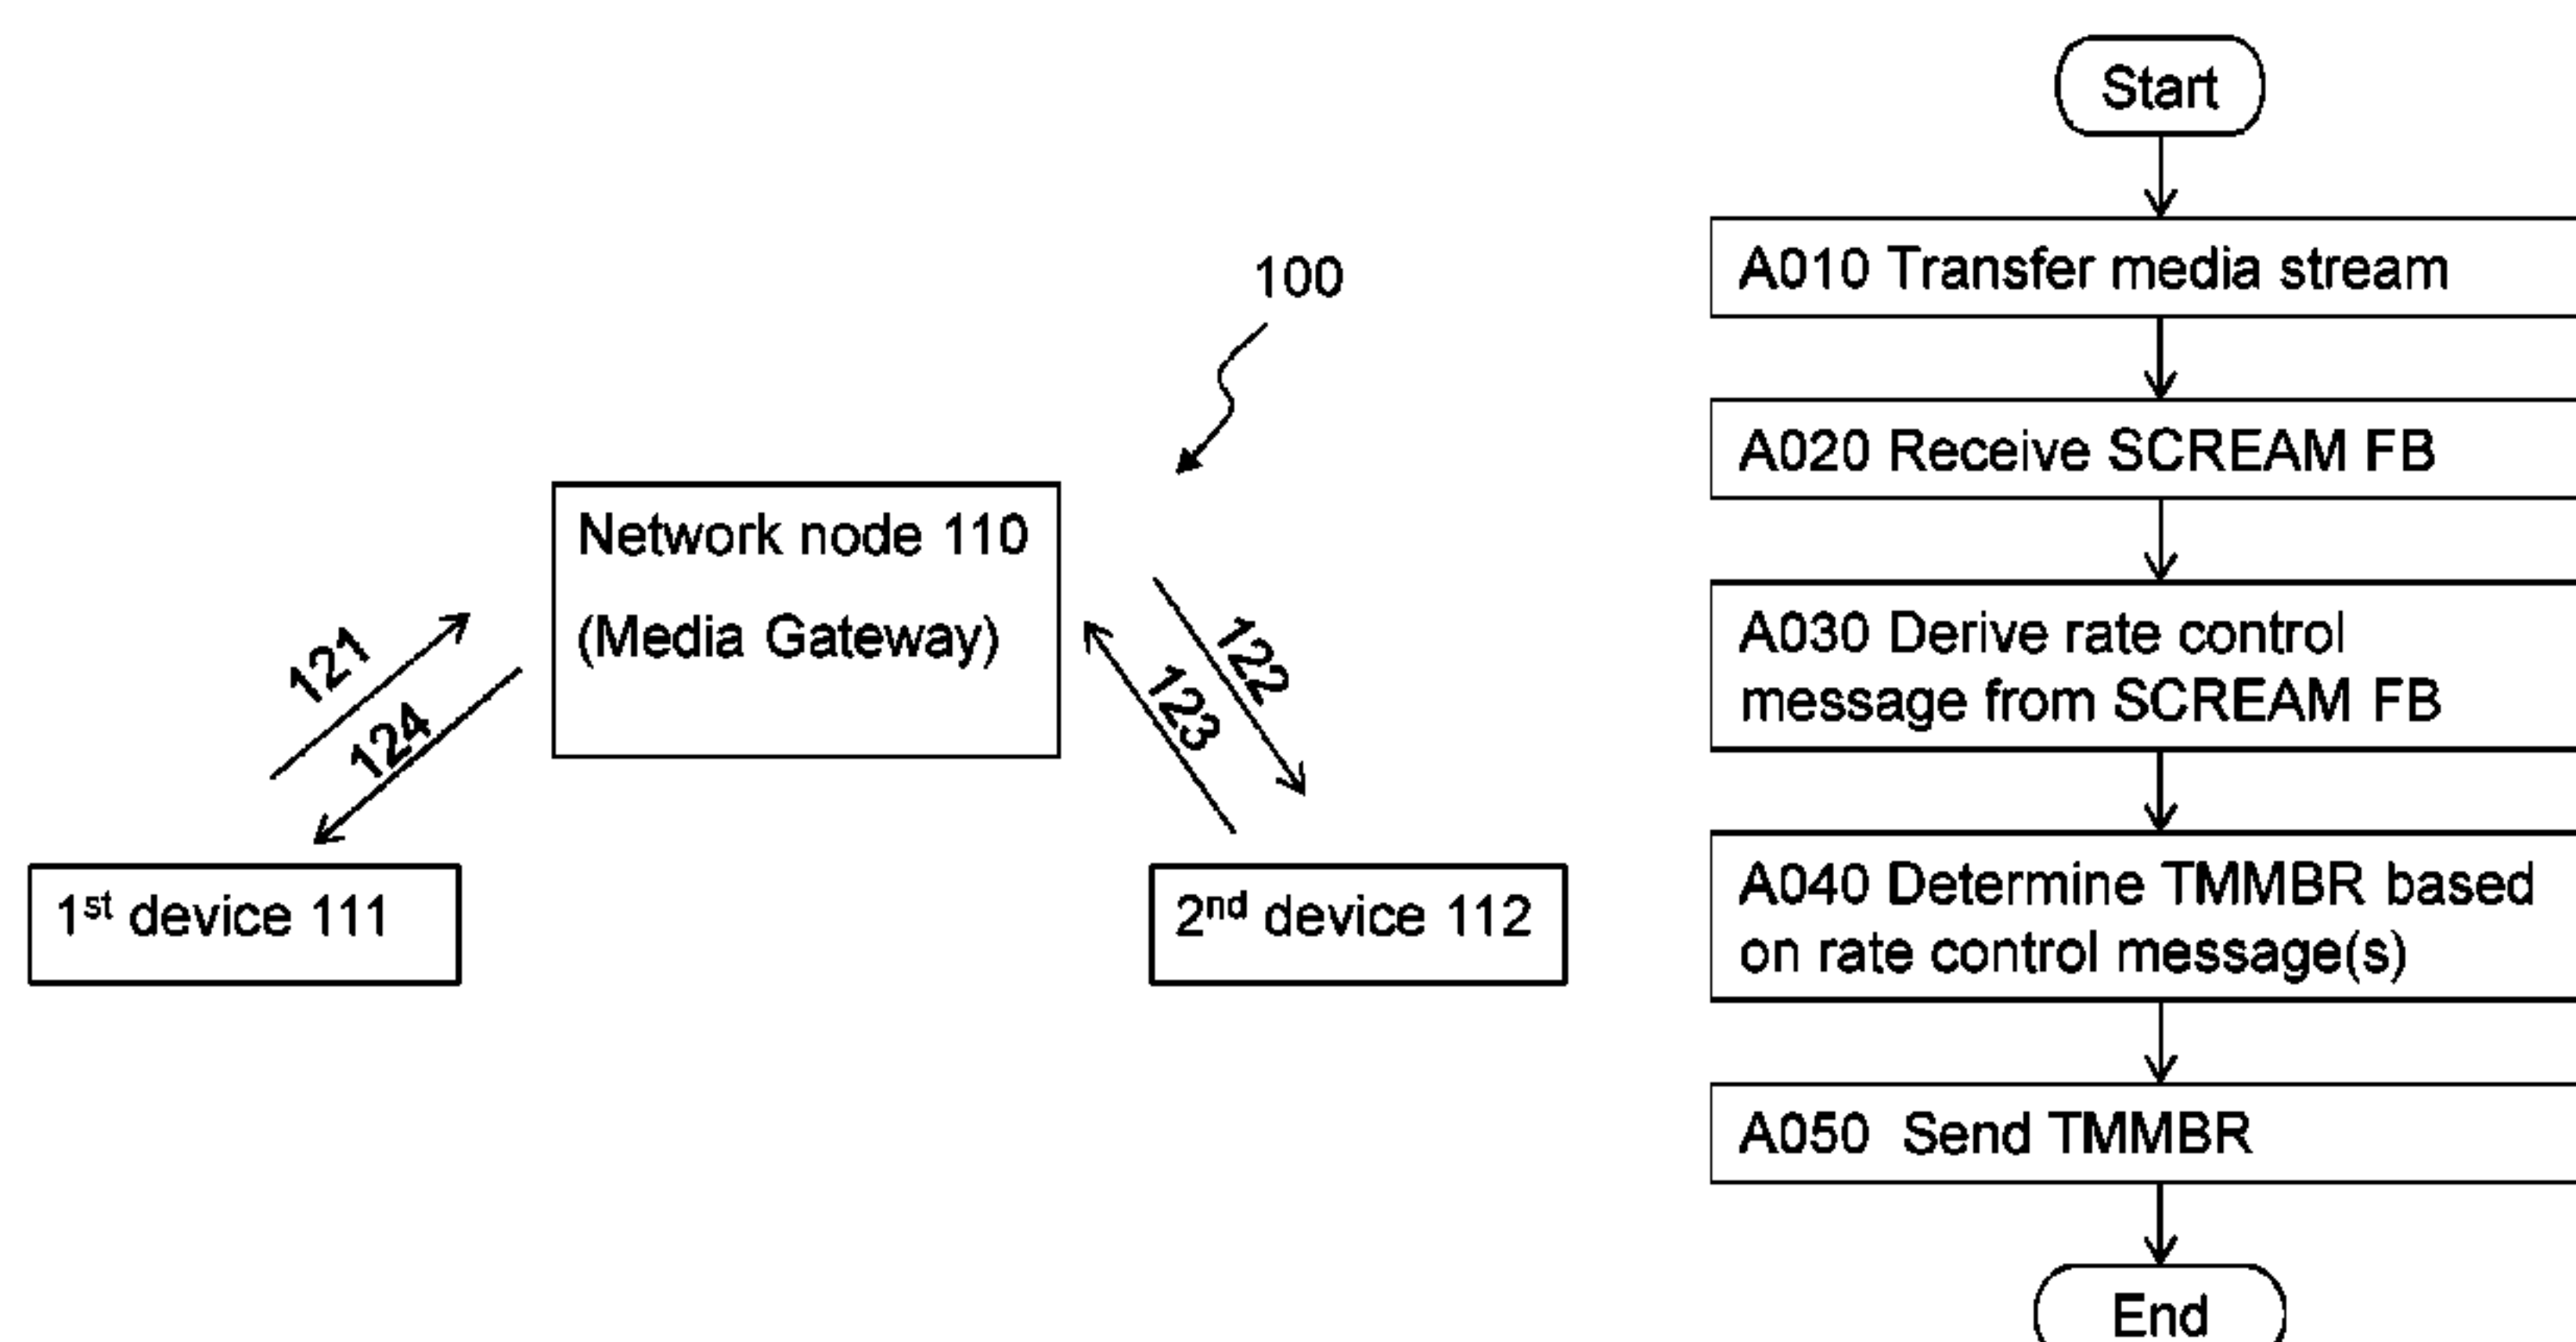 100
Network node 110
(Media Gateway)
121
124
122
123
1st device 111
2nd device 112
Start
A010 Transfer media stream
A020 Receive SCREAM FB
A030 Derive rate control
message from SCREAM FB
A040 Determine TMMBR based
on rate control message(s)
A050 Send TMMBR
End